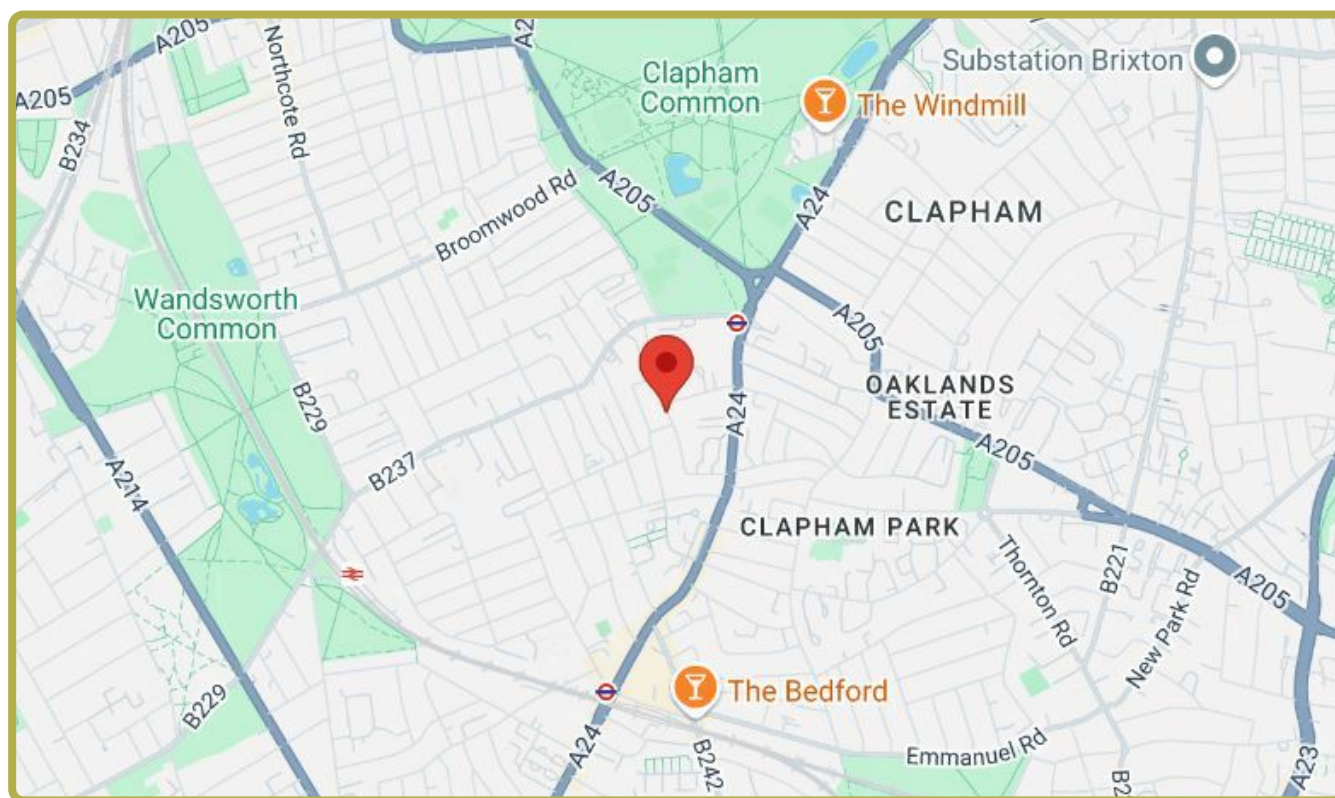 A205
A2
A205
Northcote Rd
B234
Clapham
Common
The Windmill
Substation Brixton
Broomwood Rd
A205
A24
CLAPHAM
Wandsworth
Common
A205
B229
OAKLANDS
ESTATE
A24
A205
B237
A214
CLAPHAM PARK
Thornton Rd
B221
New Park Rd
A205
B229
The Bedford
A24
B242
Emmanuel Rd
B2
A23